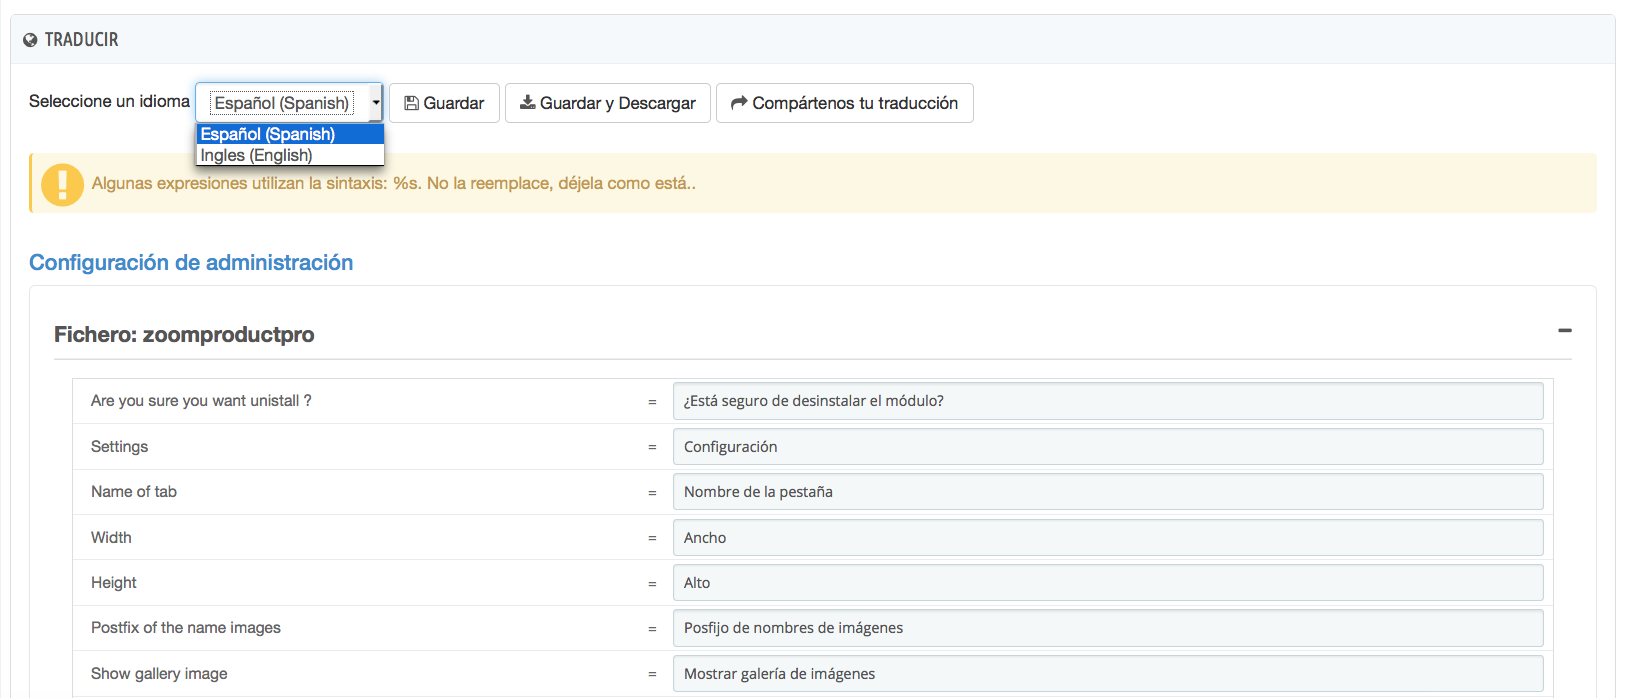 TRADUCIR
Seleccione un idioma Español (Spanish) Guardar Guardar y Descargar Compártenos tu traducción
Español (Spanish)
Ingles (English)
Algunas expresiones utilizan la sintaxis: %s. No la reemplace, déjela como está..
Configuración de administración
Fichero: zoomproductpro
Are you sure you want unistall ? = ¿Está seguro de desinstalar el módulo?
Settings = Configuración
Name of tab = Nombre de la pestaña
Width = Ancho
Height = Alto
Postfix of the name images = Posfijo de nombres de imágenes
Show gallery image = Mostrar galería de imágenes